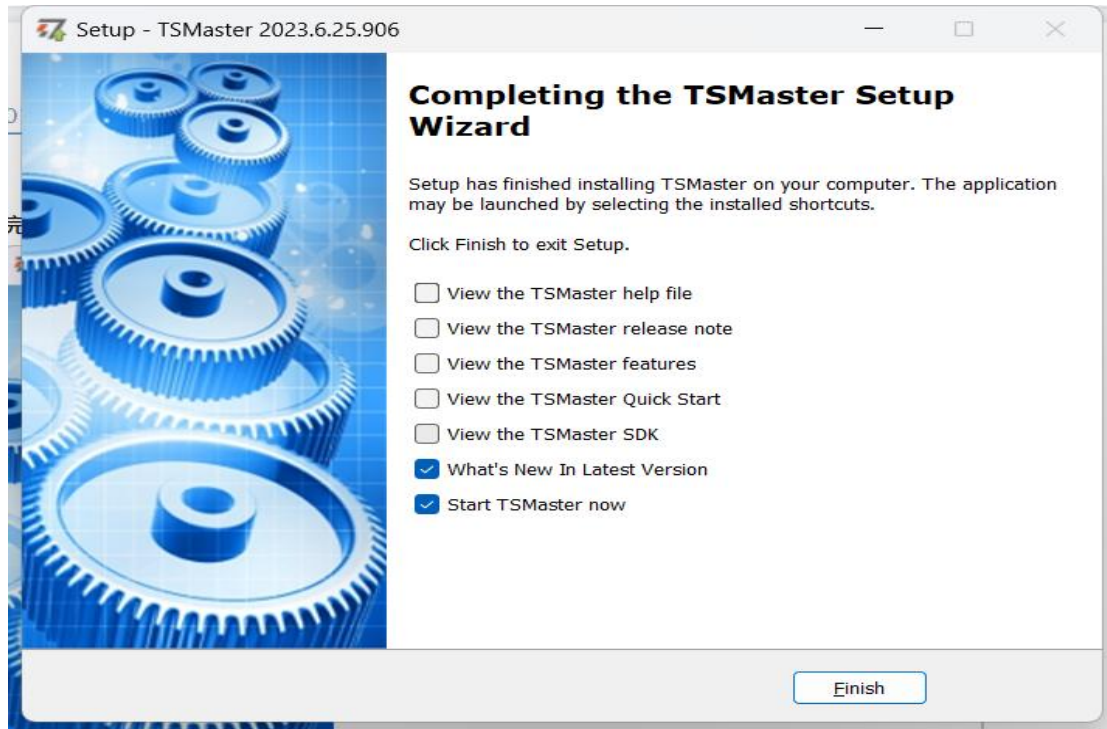 Setup - TSMaster 2023.6.25.906
Completing the TSMaster Setup
Wizard
Setup has finished installing TSMaster on your computer. The application
may be launched by selecting the installed shortcuts.
Click Finish to exit Setup.
View the TSMaster help file
View the TSMaster release note
View the TSMaster features
View the TSMaster Quick Start
View the TSMaster SDK
What's New In Latest Version
Start TSMaster now
Finish